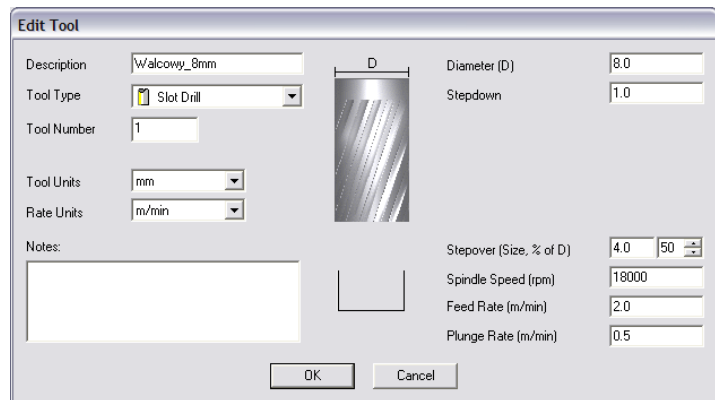 Edit Tool
Description Walcowy_8mm
Tool Type Slot Drill
Tool Number 1
Tool Units mm
Rate Units m/min
Notes:
D
Diameter (D) 8.0
Stepdown 1.0
Stepover (Size, % of D) 4.0 50
Spindle Speed (rpm) 18000
Feed Rate (m/min) 2.0
Plunge Rate (m/min) 0.5
OK Cancel